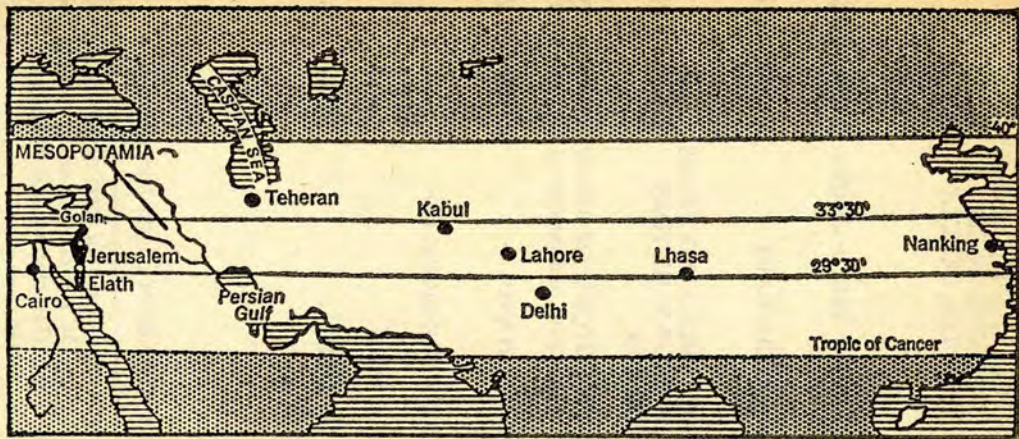 40°
MESOPOTAMIA
CASPIAN SEA
Teheran
Golan
Kabul
33°30'
Jerusalem
Lahore
Lhasa
Nanking
Elath
29°30'
Cairo
Persian
Gulf
Delhi
Tropic of Cancer